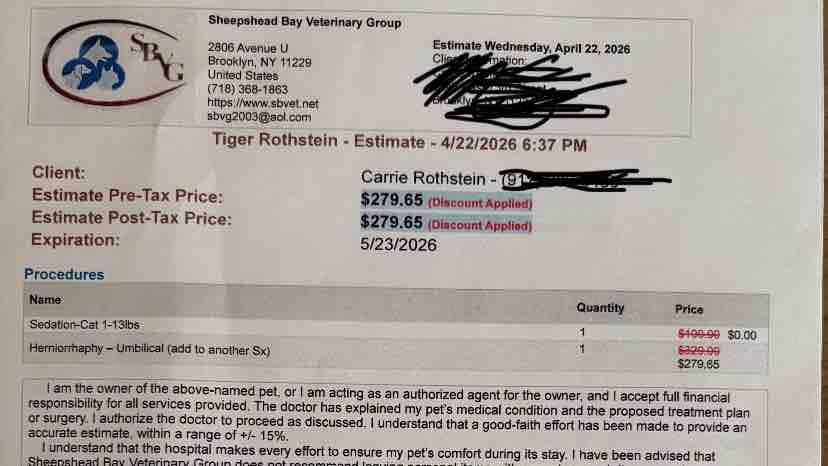 SBVG
Sheepshead Bay Veterinary Group
2806 Avenue U
Brooklyn, NY 11229
United States
(718) 368-1863
https://www.sbvet.net
sbvg2003@aol.com
Estimate Wednesday, April 22, 2026
Tiger Rothstein - Estimate - 4/22/2026 6:37 PM
Client: Carrie Rothstein -
Estimate Pre-Tax Price: $279.65 (Discount Applied)
Estimate Post-Tax Price: $279.65 (Discount Applied)
Expiration: 5/23/2026
Procedures
Name Quantity Price
Sedation-Cat 1-13lbs 1 $100.00 $0.00
Herniorrhaphy – Umbilical (add to another Sx) 1 $329.00
$279.65
I am the owner of the above-named pet, or I am acting as an authorized agent for the owner, and I accept full financial
responsibility for all services provided. The doctor has explained my pet's medical condition and the proposed treatment plan
or surgery. I authorize the doctor to proceed as discussed. I understand that a good-faith effort has been made to provide an
accurate estimate, within a range of +/- 15%.
I understand that the hospital makes every effort to ensure my pet's comfort during its stay. I have been advised that
Sheepshead Bay Veterinary Group does not recommend